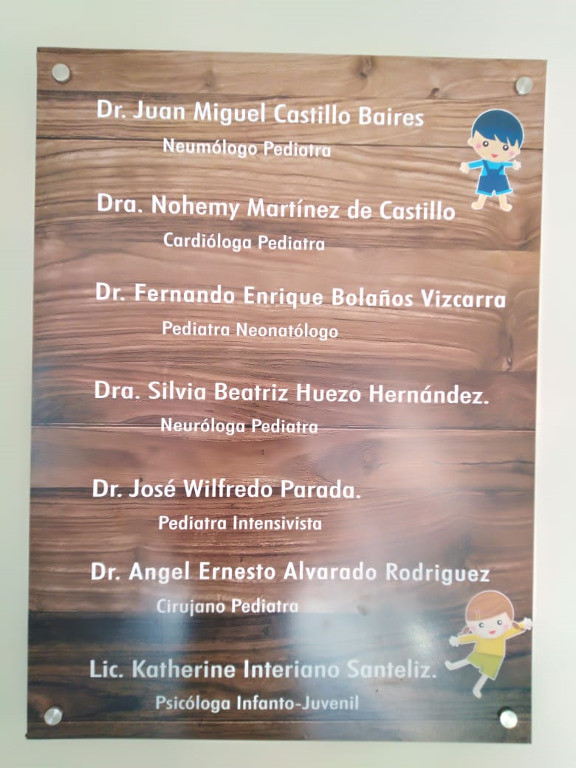 Dr. Juan Miguel Castillo Baires
Neumólogo Pediatra
Dra. Nohemy Martínez de Castillo
Cardióloga Pediatra
Dr. Fernando Enrique Bolaños Vizcarra
Pediatra Neonatólogo
Dra. Silvia Beatriz Huezo Hernández.
Neuróloga Pediatra
Dr. José Wilfredo Parada.
Pediatra Intensivista
Dr. Angel Ernesto Alvarado Rodriguez
Cirujano Pediatra
Lic. Katherine Interiano Santeliz.
Psicóloga Infanto-Juvenil